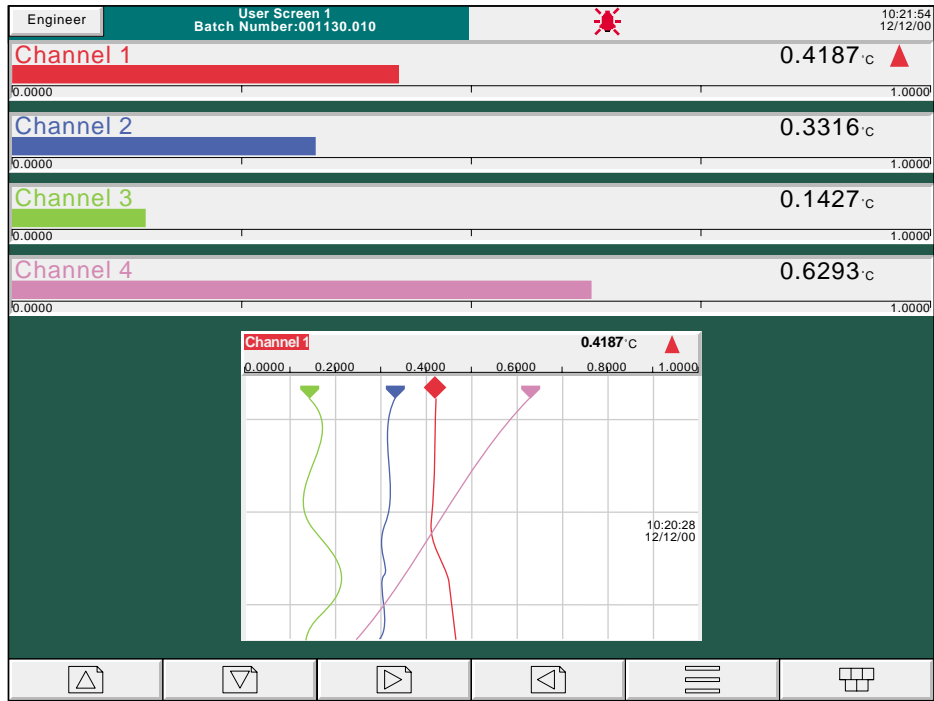 Engineer
User Screen 1
Batch Number:001130.010
10:21:54
12/12/00
Channel 1
0.4187 °C
0.0000 1.0000
Channel 2
0.3316 °C
0.0000 1.0000
Channel 3
0.1427 °C
0.0000 1.0000
Channel 4
0.6293 °C
0.0000 1.0000
Channel 1 0.4187 °C
0.0000 0.2000 0.4000 0.6000 0.8000 1.0000
10:20:28
12/12/00